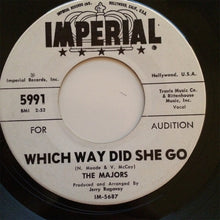 IMPERIAL
Imperial Records, Inc.
Hollywood, U.S.A.
5991
BMI 2:52
Travis Music Co.
& Rittenhouse
Music, Inc.
Vocal
FOR
AUDITION
WHICH WAY DID SHE GO
(N. Meade & V. McCoy)
THE MAJORS
Produced and Arranged by
Jerry Ragavoy
IM-5687